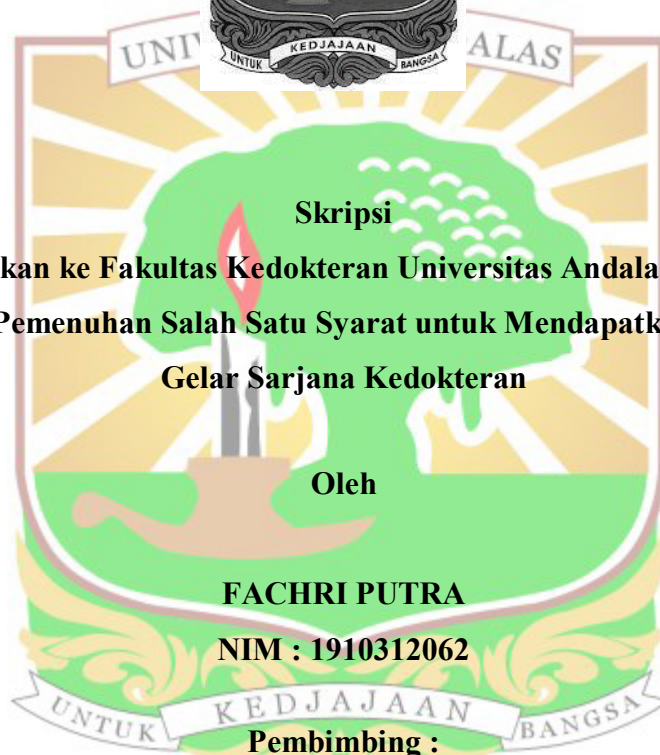 UNTUK KEDJAJAAN BANGSA
UNI ALAS
Skripsi
kan ke Fakultas Kedokteran Universitas Andala
Pemenuhan Salah Satu Syarat untuk Mendapatk
Gelar Sarjana Kedokteran
Oleh
FACHRI PUTRA
NIM : 1910312062
UNTUK KEDJAJAAN BANGSA
Pembimbing :